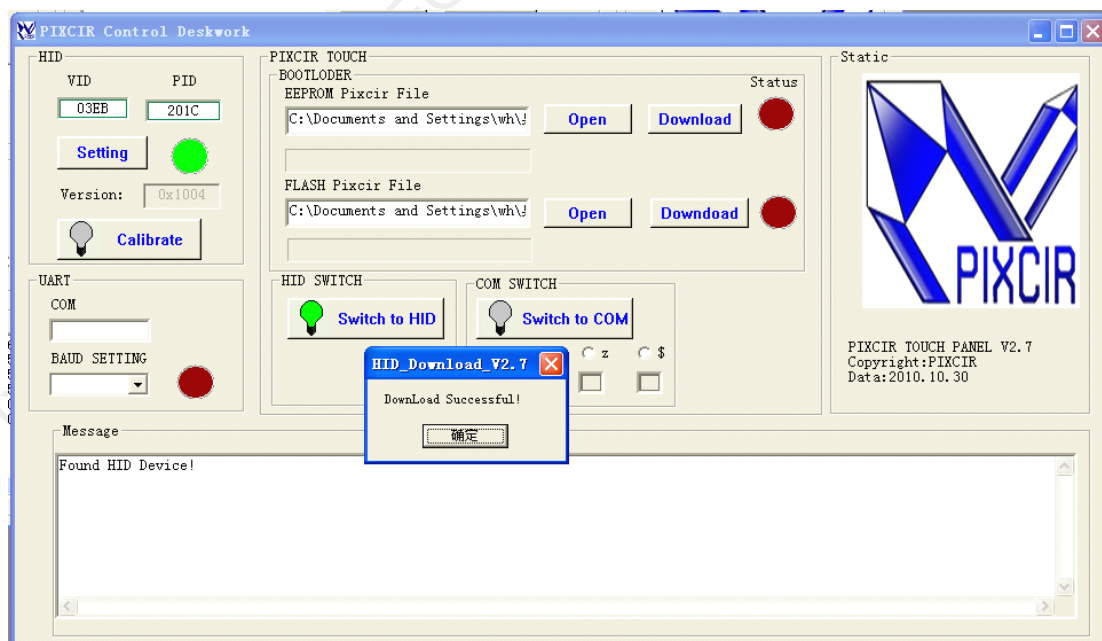 PIXCIR Control Deskwork
HID
VID PID
03EB 201C
Setting
Version: 0x1004
Calibrate
UART
COM
BAUD SETTING
PIXCIR TOUCH
BOOTLODER
Status
EEPROM Pixcir File
C:\Documents and Settings\wh\
Open Download
FLASH Pixcir File
C:\Documents and Settings\wh\
Open Downdoad
HID SWITCH
Switch to HID
COM SWITCH
Switch to COM
z $
HID_Download_V2.7
DownLoad Successful!
确定
Static
PIXCIR
PIXCIR TOUCH PANEL V2.7
Copyright:PIXCIR
Data:2010.10.30
Message
Found HID Device!